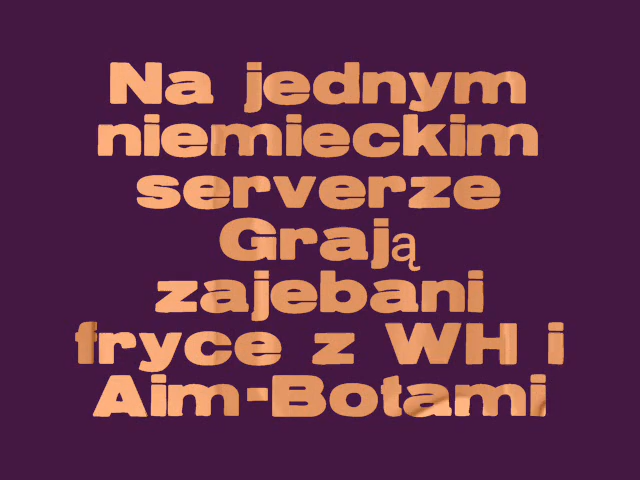 Na jednym
niemieckim
serverze
Grają
zajebani
fryce z WH i
Aim-Botami